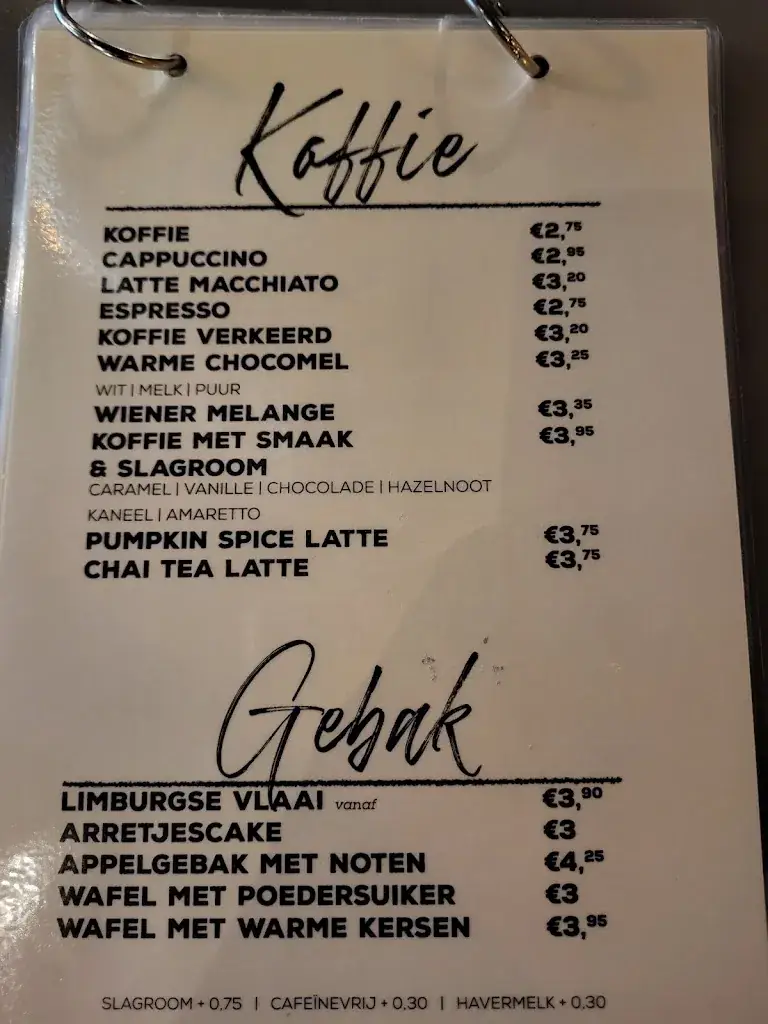 Koffie
KOFFIE €2,75
CAPPUCCINO €2,95
LATTE MACCHIATO €3,20
ESPRESSO €2,75
KOFFIE VERKEERD €3,20
WARME CHOCOMEL €3,25
WIT | MELK | PUUR
WIENER MELANGE €3,35
KOFFIE MET SMAAK €3,95
& SLAGROOM
CARAMEL | VANILLE | CHOCOLADE | HAZELNOOT
KANEEL | AMARETTO
PUMPKIN SPICE LATTE €3,75
CHAI TEA LATTE €3,75
Gebak
LIMBURGSE VLAAI vanaf €3,90
ARRETJESCAKE €3
APPELGEBAK MET NOTEN €4,25
WAFEL MET POEDERSUIKER €3
WAFEL MET WARME KERSEN €3,95
SLAGROOM + 0,75 | CAFEÏNEVRIJ + 0,30 | HAVERMELK + 0,30